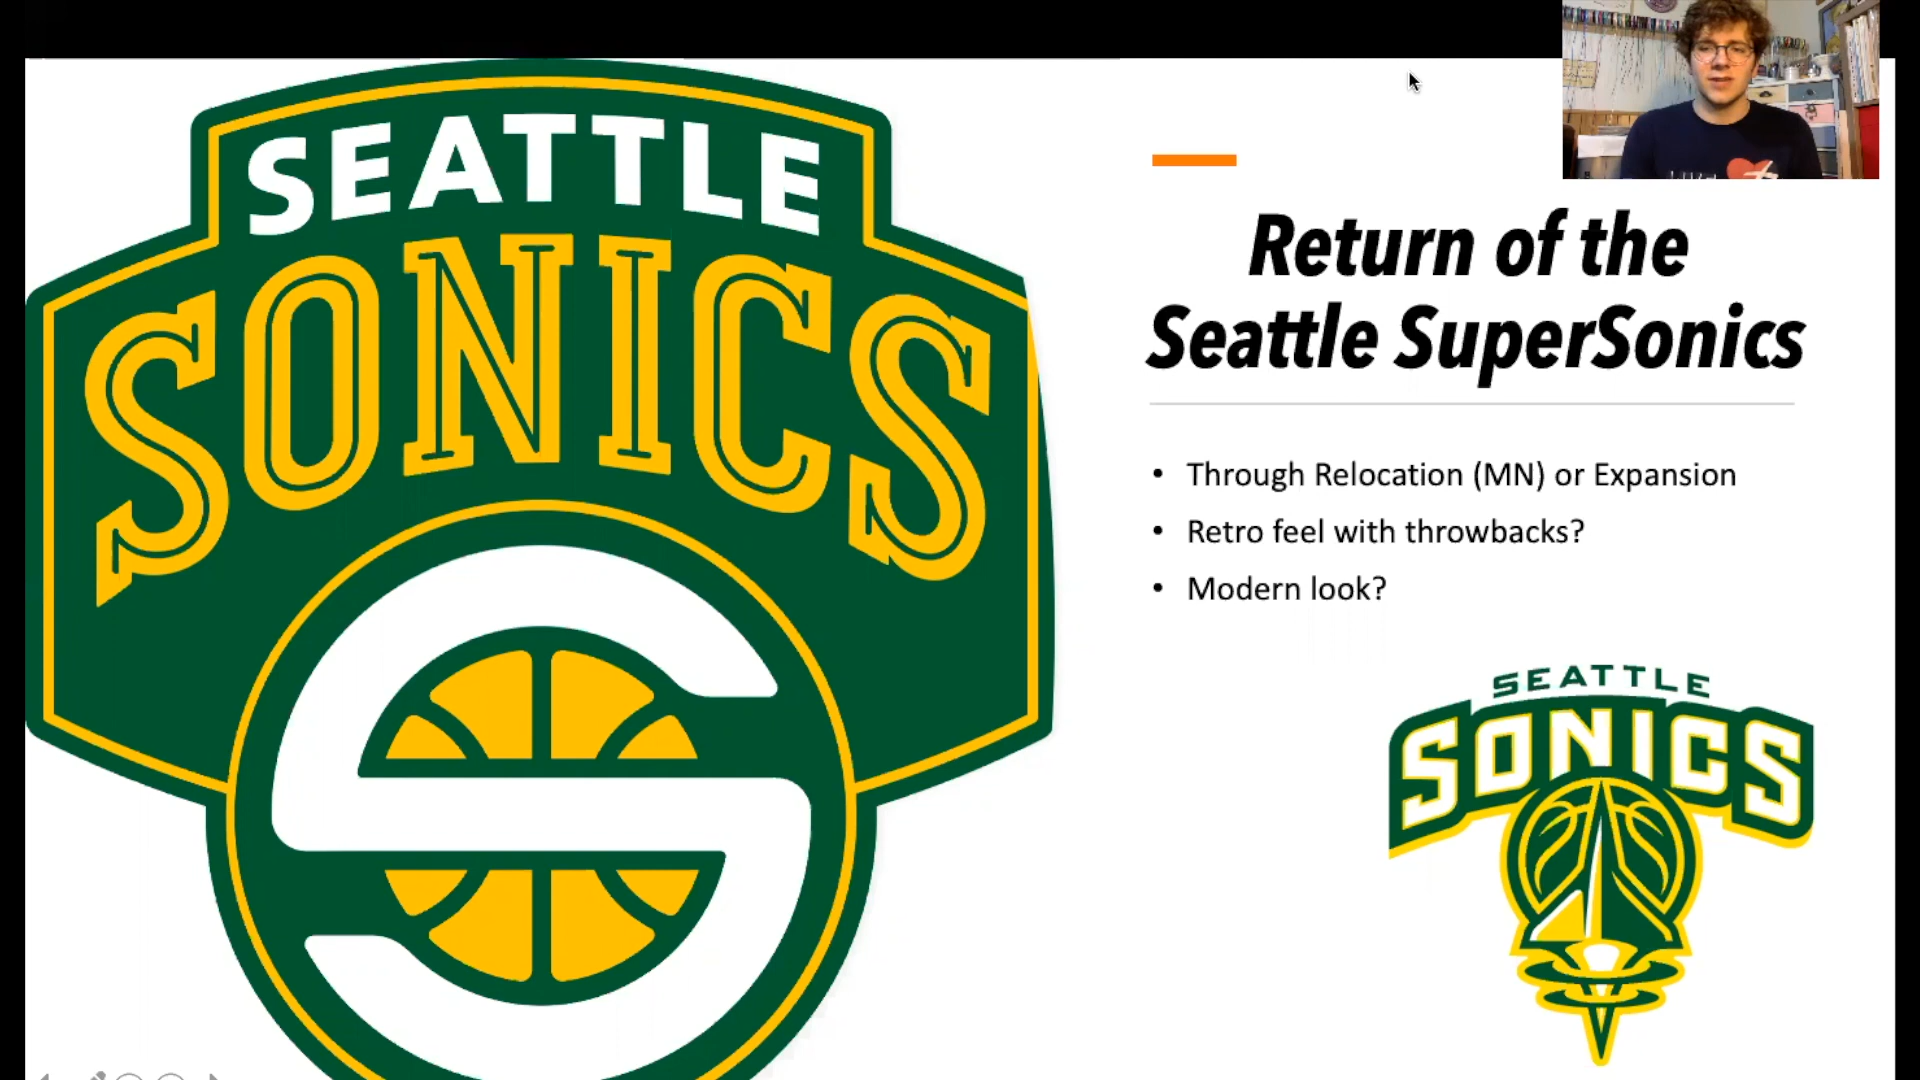 SEATTLE
SONICS
Return of the
Seattle SuperSonics
• Through Relocation (MN) or Expansion
• Retro feel with throwbacks?
• Modern look?
SEATTLE
SONICS